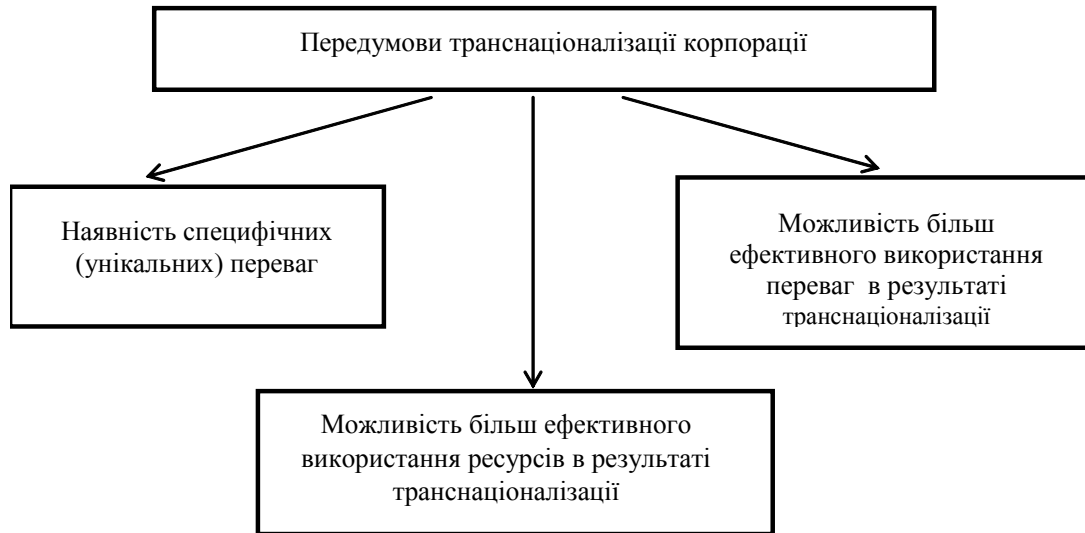 Передумови транснаціоналізації корпорації
Наявність специфічних
(унікальних) переваг
Можливість більш
ефективного використання
переваг в результаті
транснаціоналізації
Можливість більш ефективного
використання ресурсів в результаті
транснаціоналізації